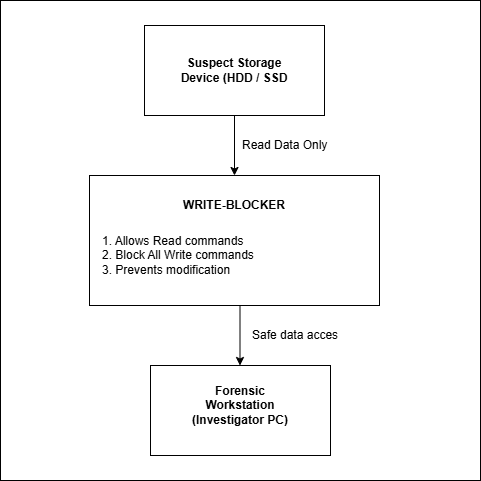 Suspect Storage
Device (HDD / SSD
Read Data Only
WRITE-BLOCKER
1. Allows Read commands
2. Block All Write commands
3. Prevents modification
Safe data acces
Forensic
Workstation
(Investigator PC)